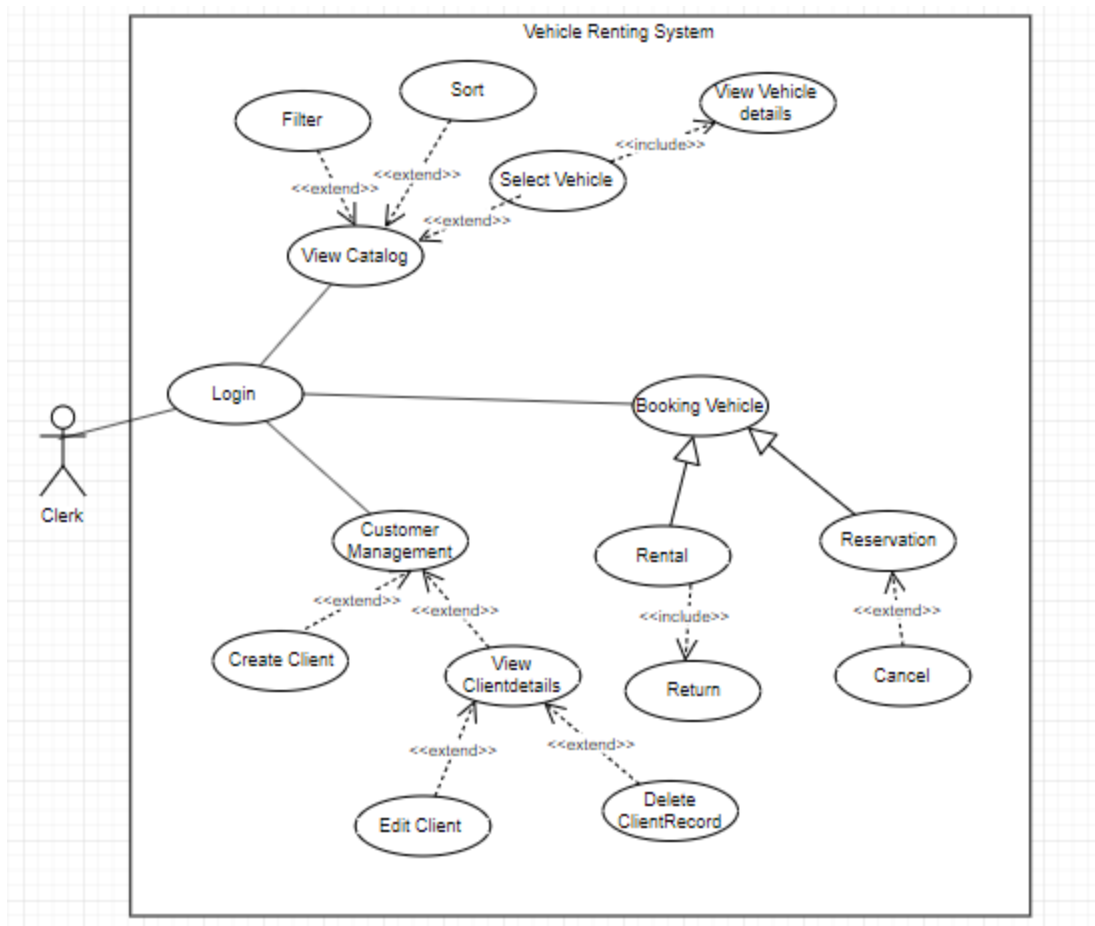 Vehicle Renting System
Sort
View Vehicle
details
Filter
<<include>>
<<extend>>
<<extend>>
Select Vehicle
<<extend>>
View Catalog
Login
Booking Vehicle
Clerk
Customer
Management
Rental
Reservation
<<extend>>
<<extend>>
<<include>>
<<extend>>
Create Client
View
Clientdetails
Return
Cancel
<<extend>>
<<extend>>
Edit Client
Delete
ClientRecord